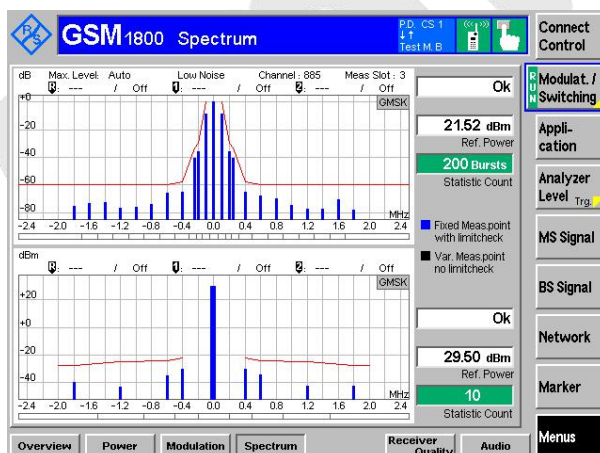 GSM 1800 Spectrum
P.D. CS 1
Test M. B
Connect Control
dB Max. Level: Auto Low Noise Channel : 885 Meas Slot : 3
--- / Off --- / Off --- / Off
GMSK
+0
-20
-40
-60
-80
MHz
-2.4 -2.0 -1.6 -1.2 -0.8 -0.4 0.0 0.4 0.8 1.2 1.6 2.0 2.4
Ok
21.52 dBm
Ref. Power
200 Bursts
Statistic Count
Fixed Meas.point
with limitcheck
Var. Meas.point
no limitcheck
dBm
--- / Off --- / Off --- / Off
GMSK
+20
+0
-20
-40
MHz
-2.4 -2.0 -1.6 -1.2 -0.8 -0.4 0.0 0.4 0.8 1.2 1.6 2.0 2.4
Ok
29.50 dBm
Ref. Power
10
Statistic Count
RUN
Modulat. /
Switching
Appli-
cation
Analyzer
Level Trg.
MS Signal
BS Signal
Network
Marker
Menus
Overview Power Modulation Spectrum Receiver Quality Audio